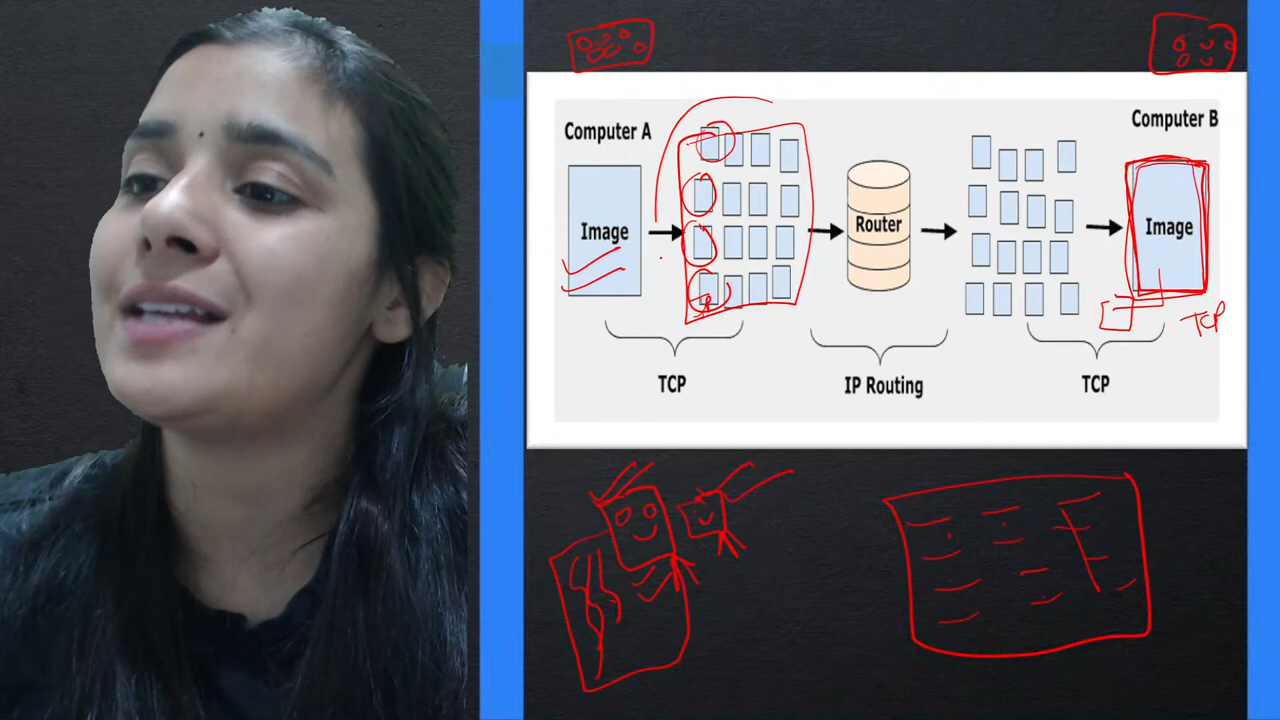 Computer A
Computer B
Image
Router
Image
TCP
TCP
IP Routing
TCP